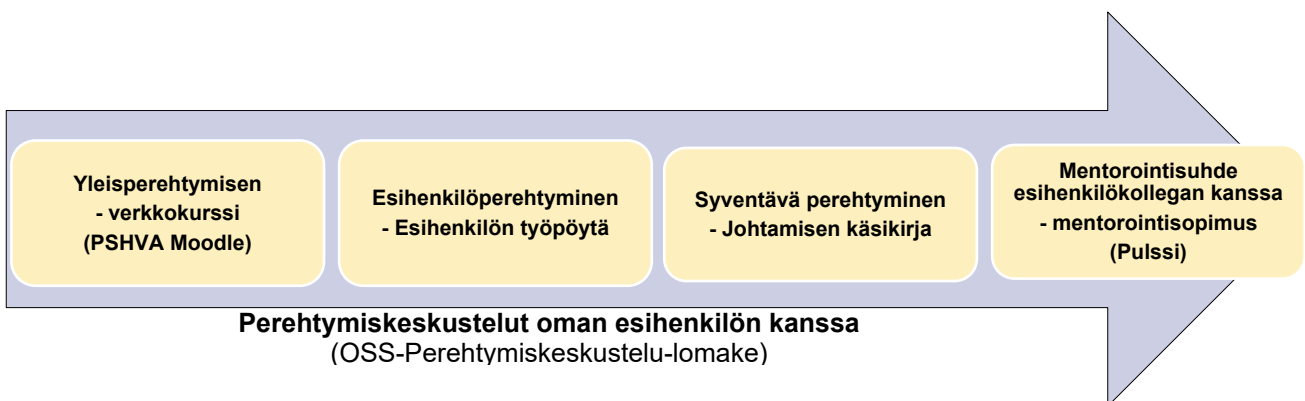 Yleisperehtymisen
- verkkokurssi
(PSHVA Moodle)
Esihenkilöperehtyminen
- Esihenkilön työpöytä
Syventävä perehtyminen
- Johtamisen käsikirja
Mentorointisuhde
esihenkilökollegan kanssa
- mentorointisopimus
(Pulssi)
Perehtymiskeskustelut oman esihenkilön kanssa
(OSS-Perehtymiskeskustelu-lomake)